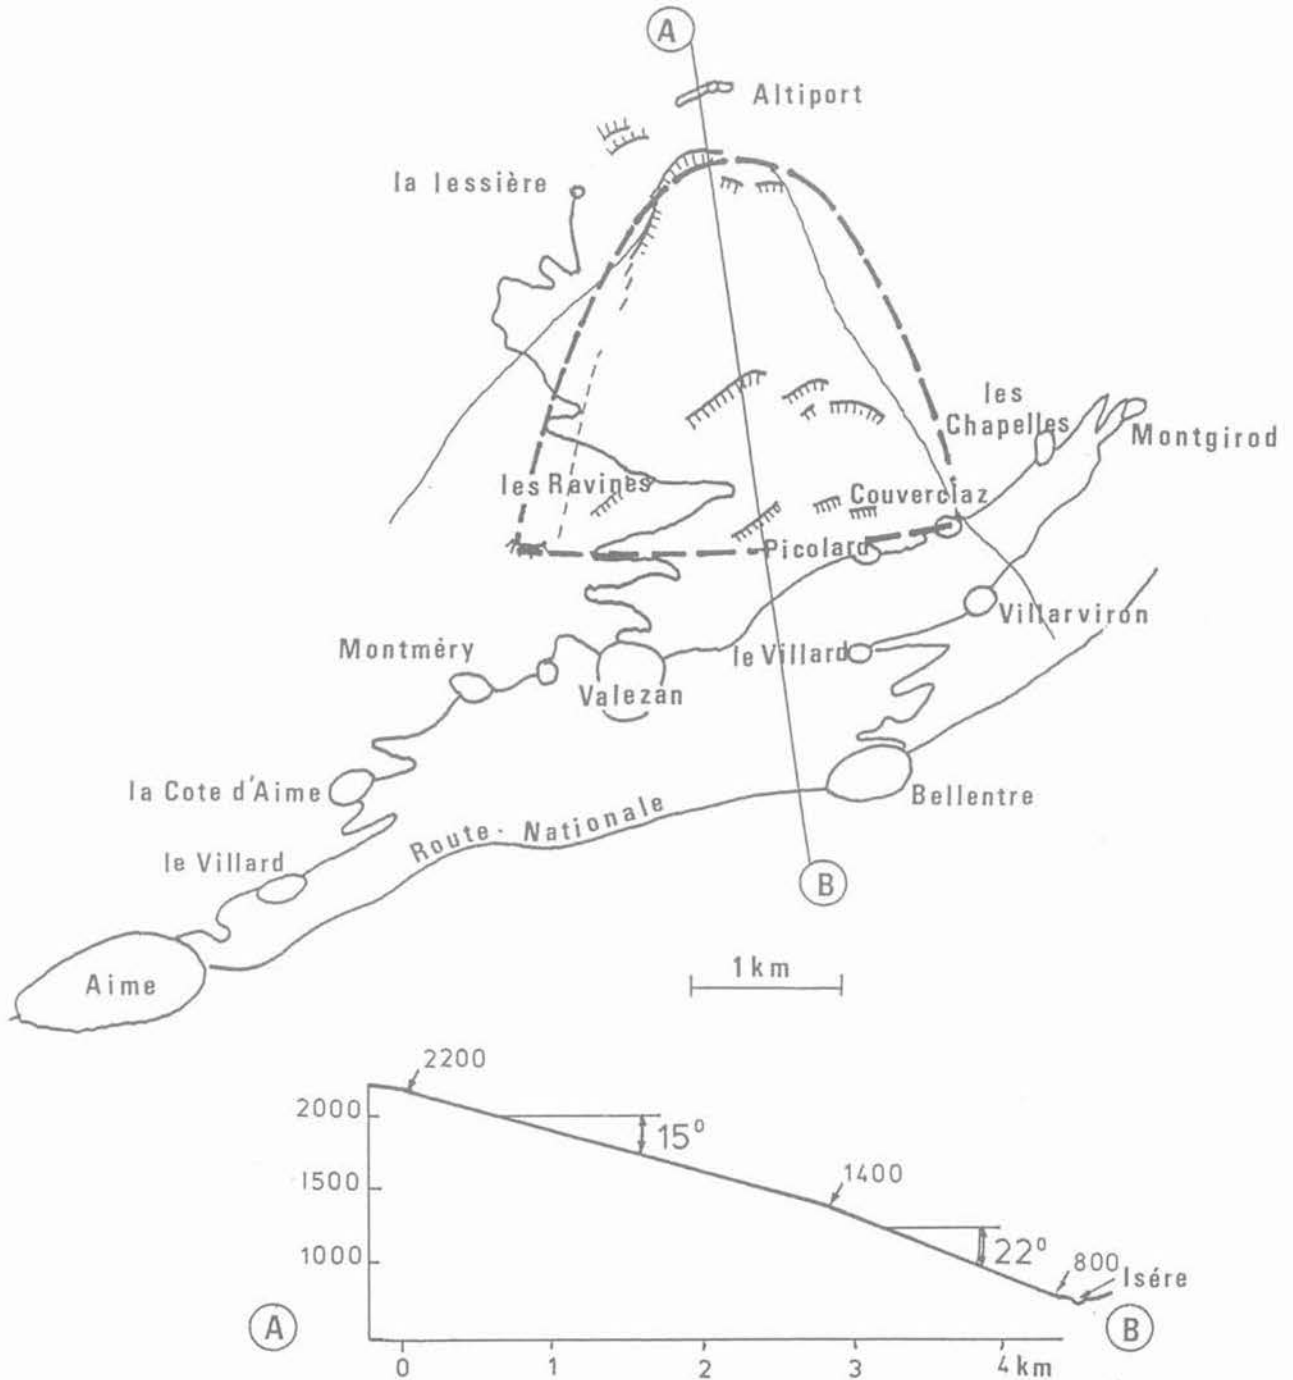 A
Altiport
la lessière
les
Chapelles
Montgirod
les Ravines
Couverclaz
Picolard
Villarviron
Montméry
le Villard
Valezan
la Cote d'Aime
Bellentre
Route - Nationale
le Villard
B
Aime
1 km
2200
2000
15°
1500
1400
1000
22°
800
Isére
A
B
0 1 2 3 4 km